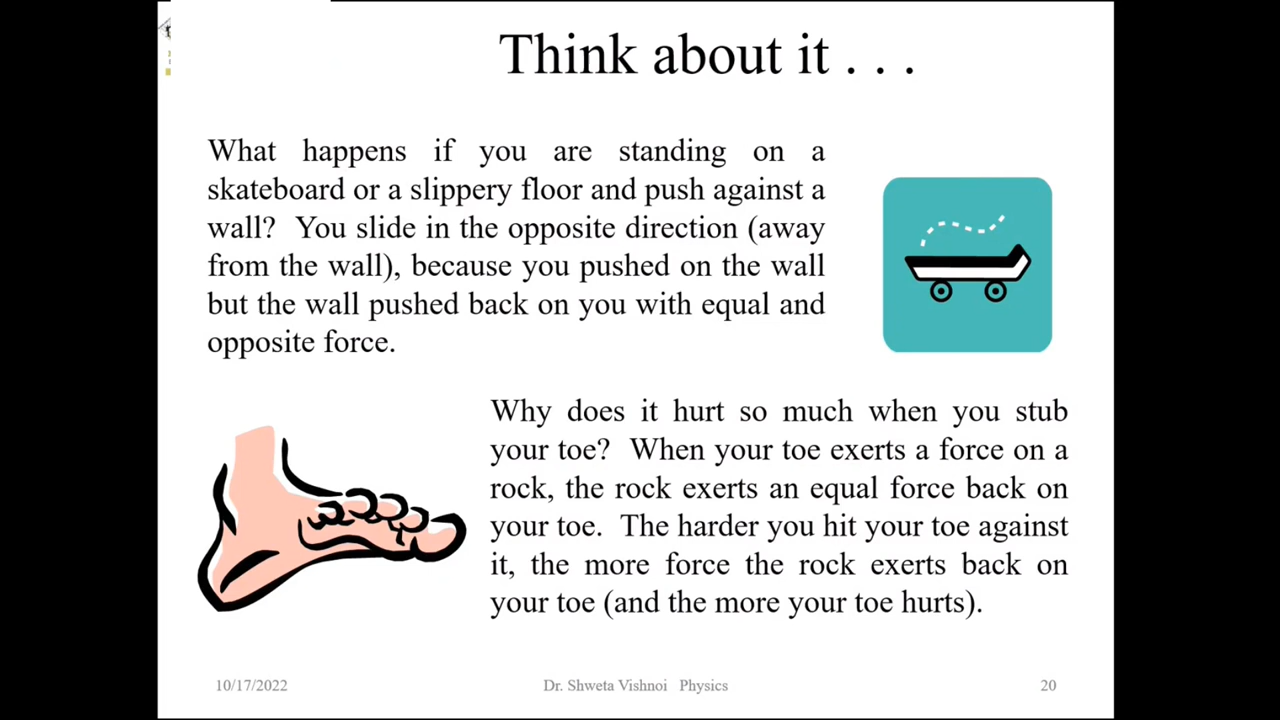 Think about it . . .
What happens if you are standing on a
skateboard or a slippery floor and push against a
wall? You slide in the opposite direction (away
from the wall), because you pushed on the wall
but the wall pushed back on you with equal and
opposite force.
Why does it hurt so much when you stub
your toe? When your toe exerts a force on a
rock, the rock exerts an equal force back on
your toe. The harder you hit your toe against
it, the more force the rock exerts back on
your toe (and the more your toe hurts).
10/17/2022
Dr. Shweta Vishnoi Physics
20